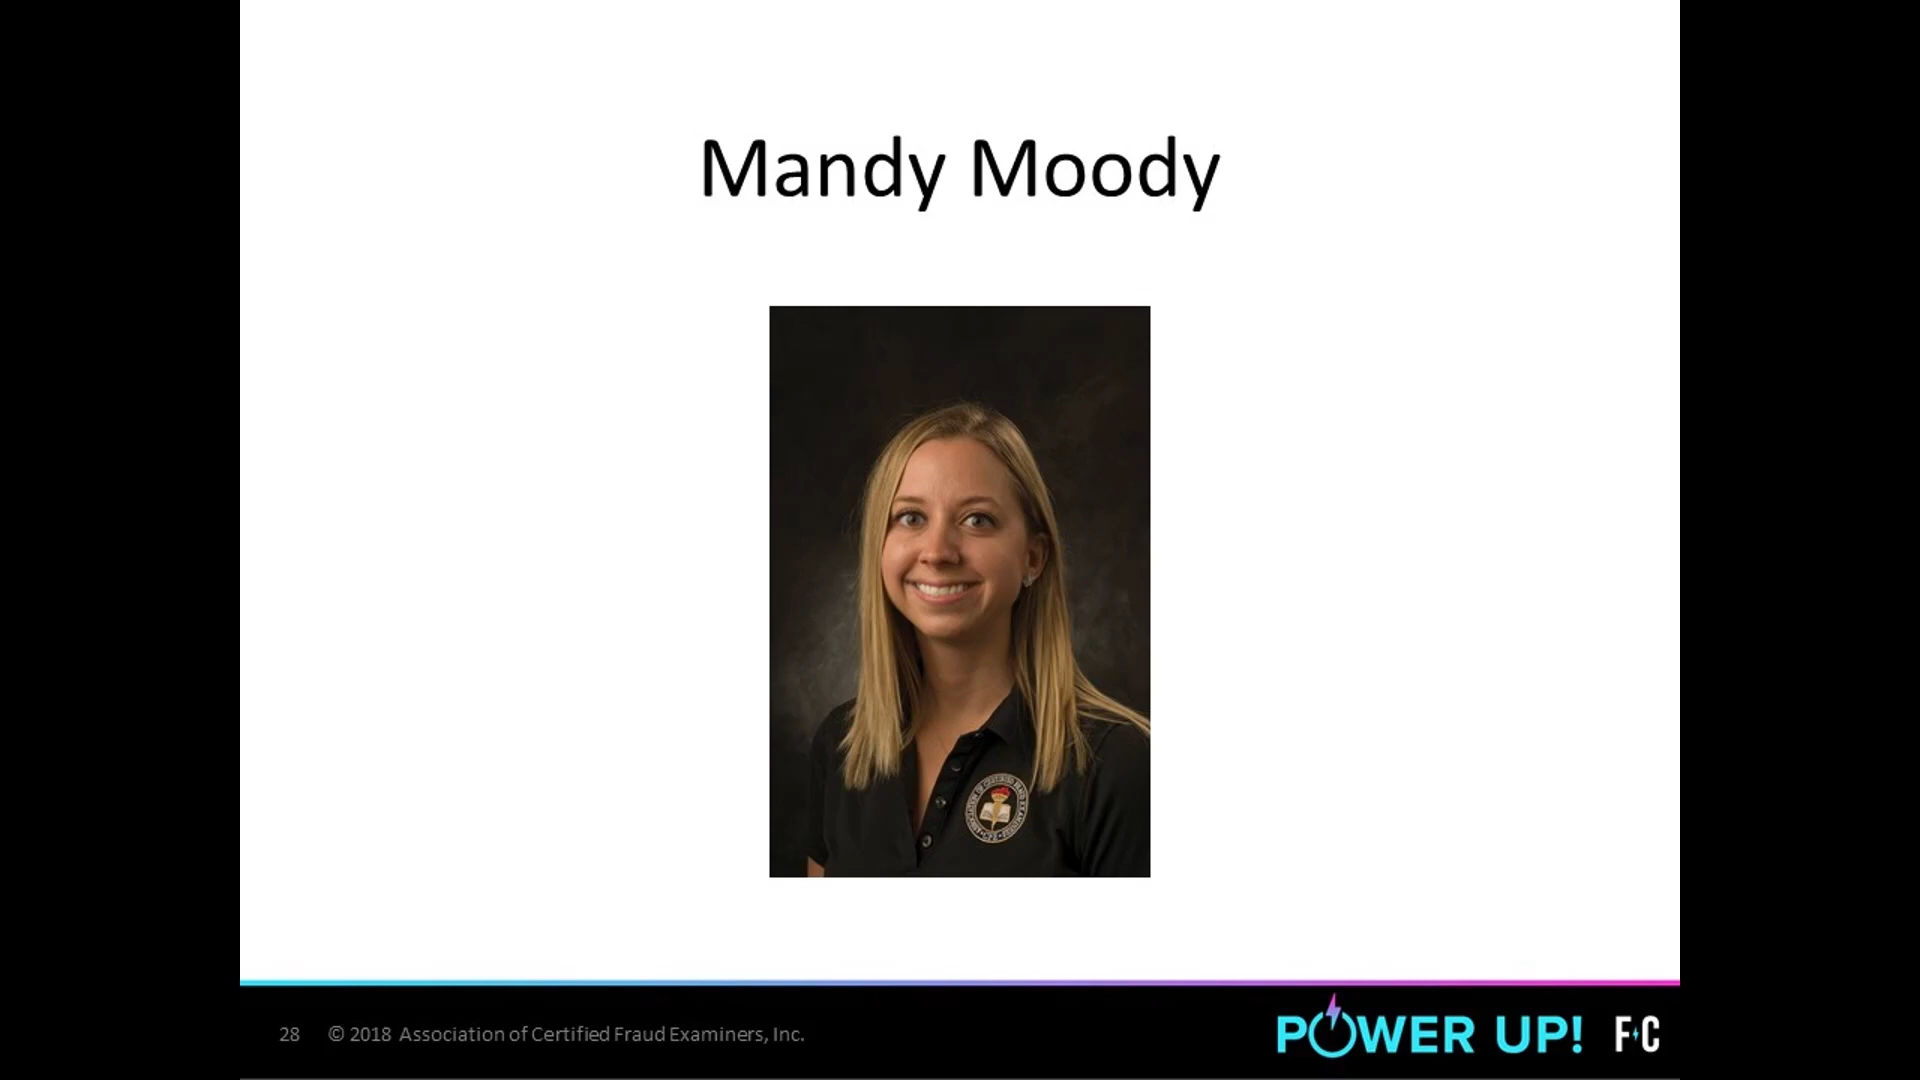 Mandy Moody
28 © 2018 Association of Certified Fraud Examiners, Inc.
POWER UP!
F C